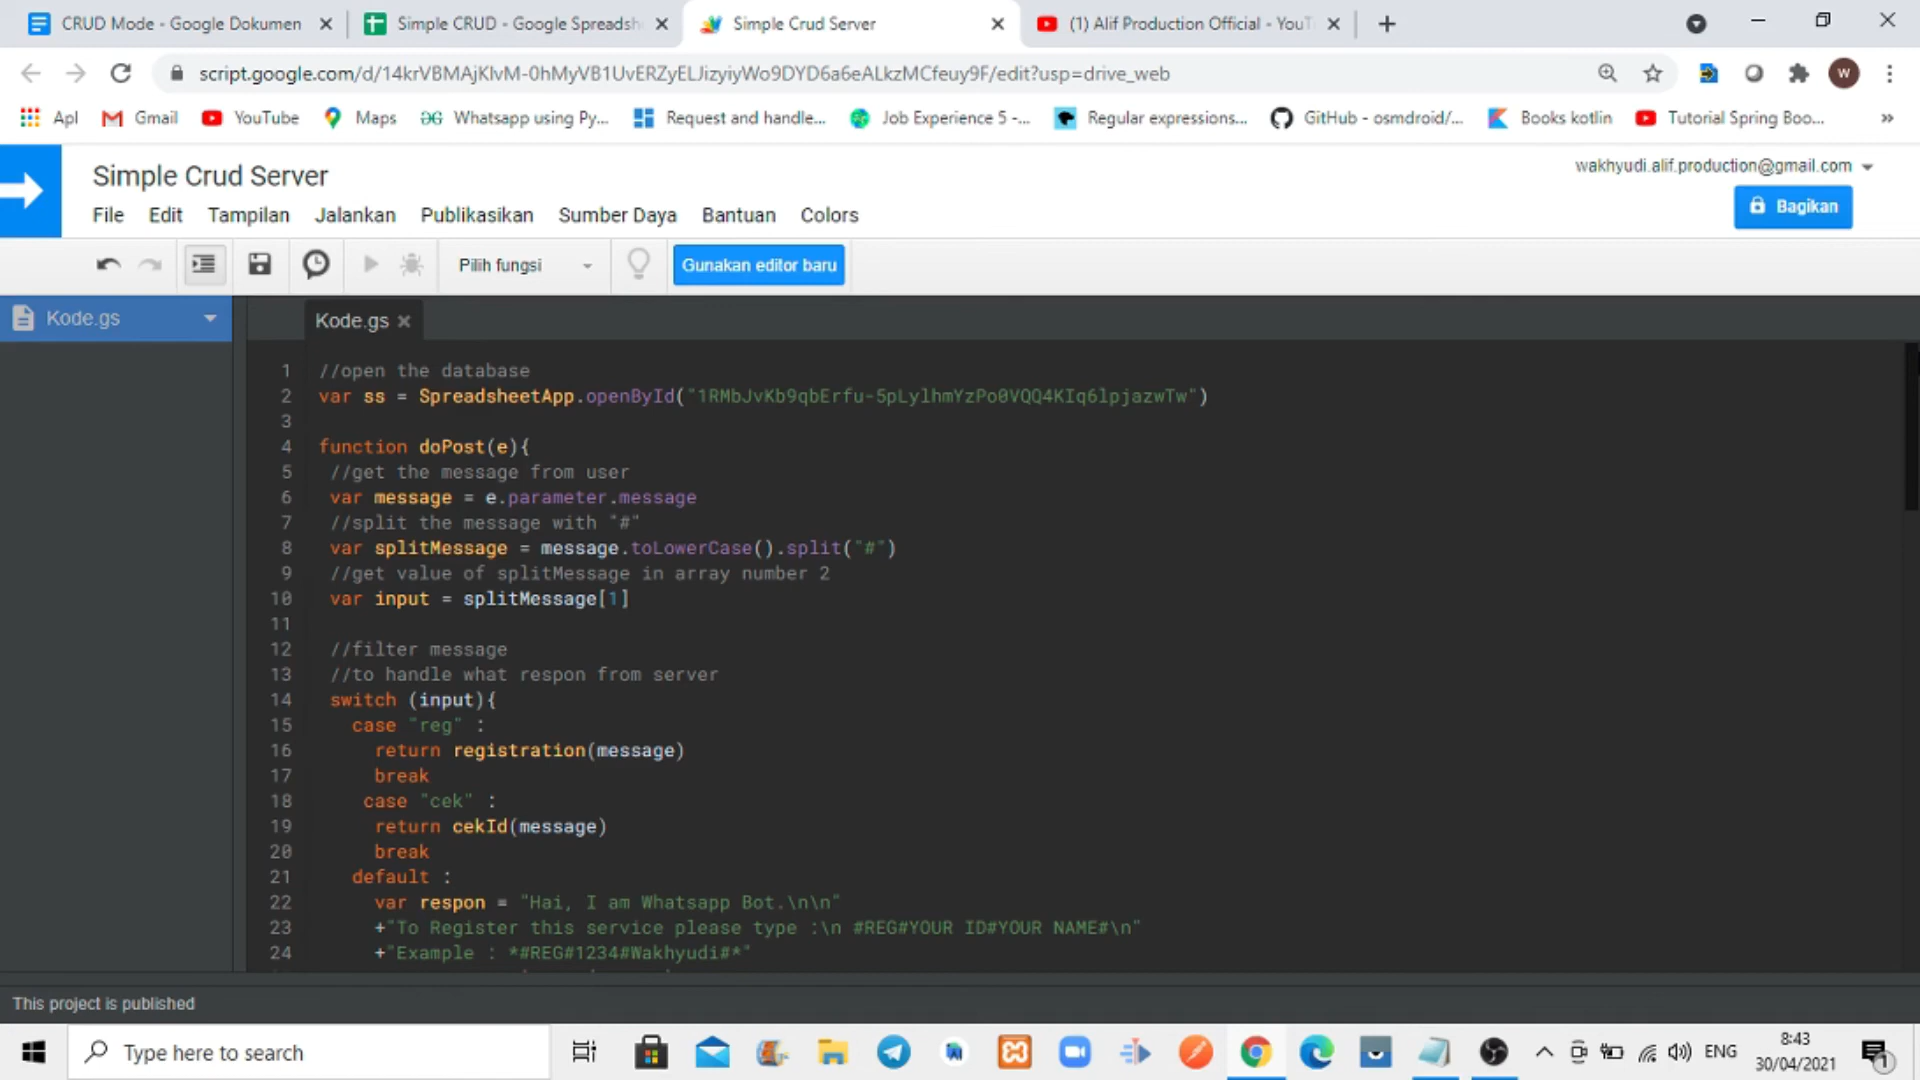 CRUD Mode - Google Dokumen
Simple CRUD - Google Spreadsh
Simple Crud Server
(1) Alif Production Official - YouT
script.google.com/d/14krVBMAjKlvM-0hMyVB1UvERZyELJizyiyWo9DYD6a6eALkzMCfeuy9F/edit?usp=drive_web
W
Apl
Gmail
YouTube
Maps
Whatsapp using Py...
Request and handle...
Job Experience 5 -...
Regular expressions...
GitHub - osmdroid/...
Books kotlin
Tutorial Spring Boo...
»
Simple Crud Server
wakhyudi.alif.production@gmail.com
File Edit Tampilan Jalankan Publikasikan Sumber Daya Bantuan Colors
Bagikan
Pilih fungsi
Gunakan editor baru
Kode.gs
Kode.gs
1 //open the database
2 var ss = SpreadsheetApp.openById("1RMbJvKb9qbErfu-5pLylhmYzPo0VQQ4KIq6lpjazwTw")
3
4 function doPost(e){
5 //get the message from user
6 var message = e.parameter.message
7 //split the message with "#"
8 var splitMessage = message.toLowerCase().split("#")
9 //get value of splitMessage in array number 2
10 var input = splitMessage[1]
11
12 //filter message
13 //to handle what respon from server
14 switch (input){
15 case "reg" :
16 return registration(message)
17 break
18 case "cek" :
19 return cekId(message)
20 break
21 default :
22 var respon = "Hai, I am Whatsapp Bot.\n\n"
23 +"To Register this service please type :\n #REG#YOUR ID#YOUR NAME#\n"
24 +"Example : *#REG#1234#Wakhyudi#*"
This project is published
Type here to search
ENG
8:43
30/04/2021
1